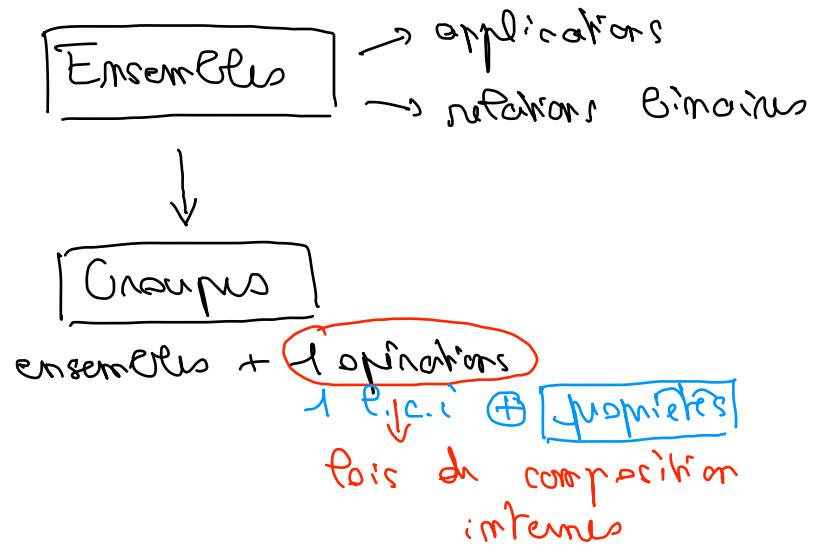 Ensembles
applications
relations binaires
Groupes
ensembles + 1 opérations
1 l.c.i ⊕ propriétés
lois de composition
internes